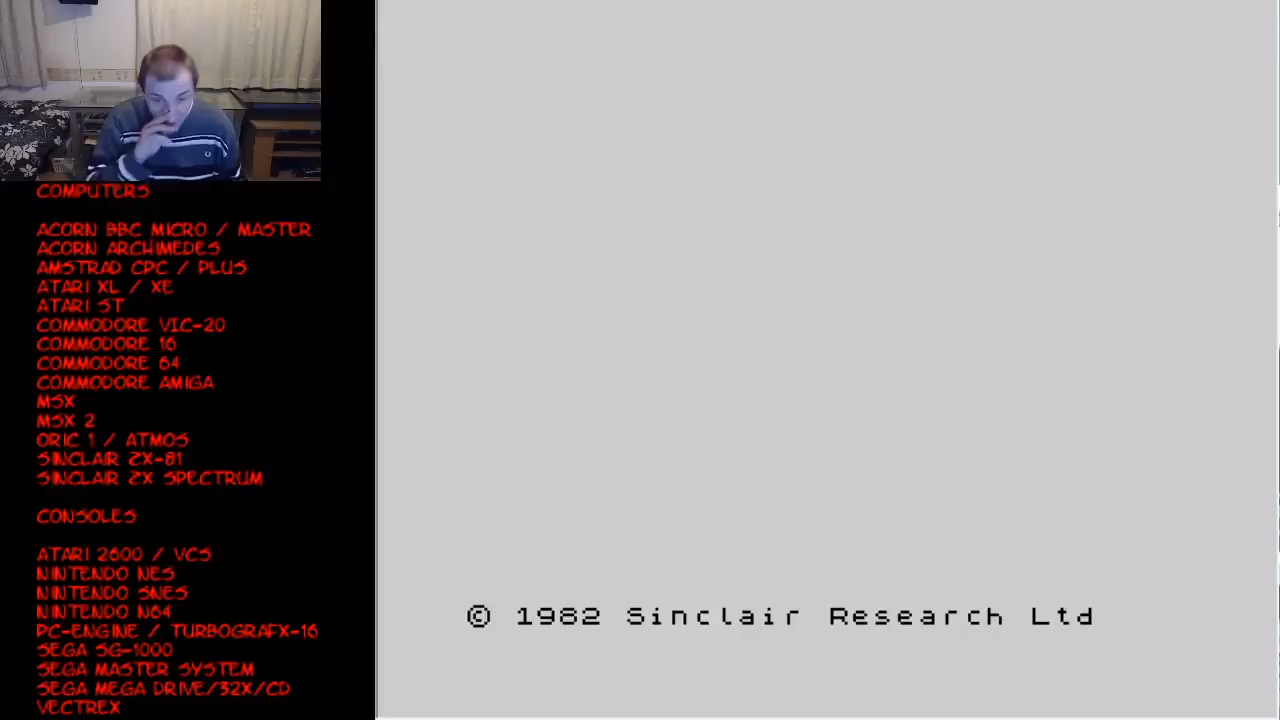 COMPUTERS
ACORN BBC MICRO / MASTER
ACORN ARCHIMEDES
AMSTRAD CPC / PLUS
ATARI XL / XE
ATARI ST
COMMODORE VIC-20
COMMODORE 16
COMMODORE 64
COMMODORE AMIGA
MSX
MSX 2
ORIC 1 / ATMOS
SINCLAIR ZX-81
SINCLAIR ZX SPECTRUM
CONSOLES
ATARI 2600 / VCS
NINTENDO NES
NINTENDO SNES
NINTENDO N64
PC-ENGINE / TURBOGRAFX-16
SEGA SG-1000
SEGA MASTER SYSTEM
SEGA MEGA DRIVE/32X/CD
VECTREX
© 1982 Sinclair Research Ltd